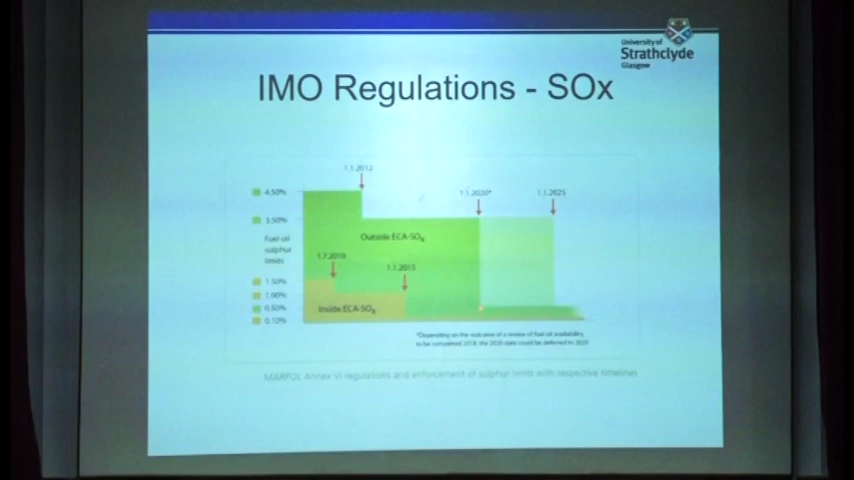 University of
Strathclyde
Glasgow
IMO Regulations - SOx
1.1.2012
4.50%
1.1.2020*
1.1.2025
3.50%
Outside ECA-SOx
Fuel oil
sulphur
limits
1.7.2010
1.1.2015
1.50%
1.00%
0.50%
Inside ECA-SOx
0.10%
*Depending on the outcome of a review of fuel oil availability,
to be completed 2018, the 2020 date could be deferred to 2025
MARPOL Annex VI regulations and enforcement of sulphur limits with respective timelines